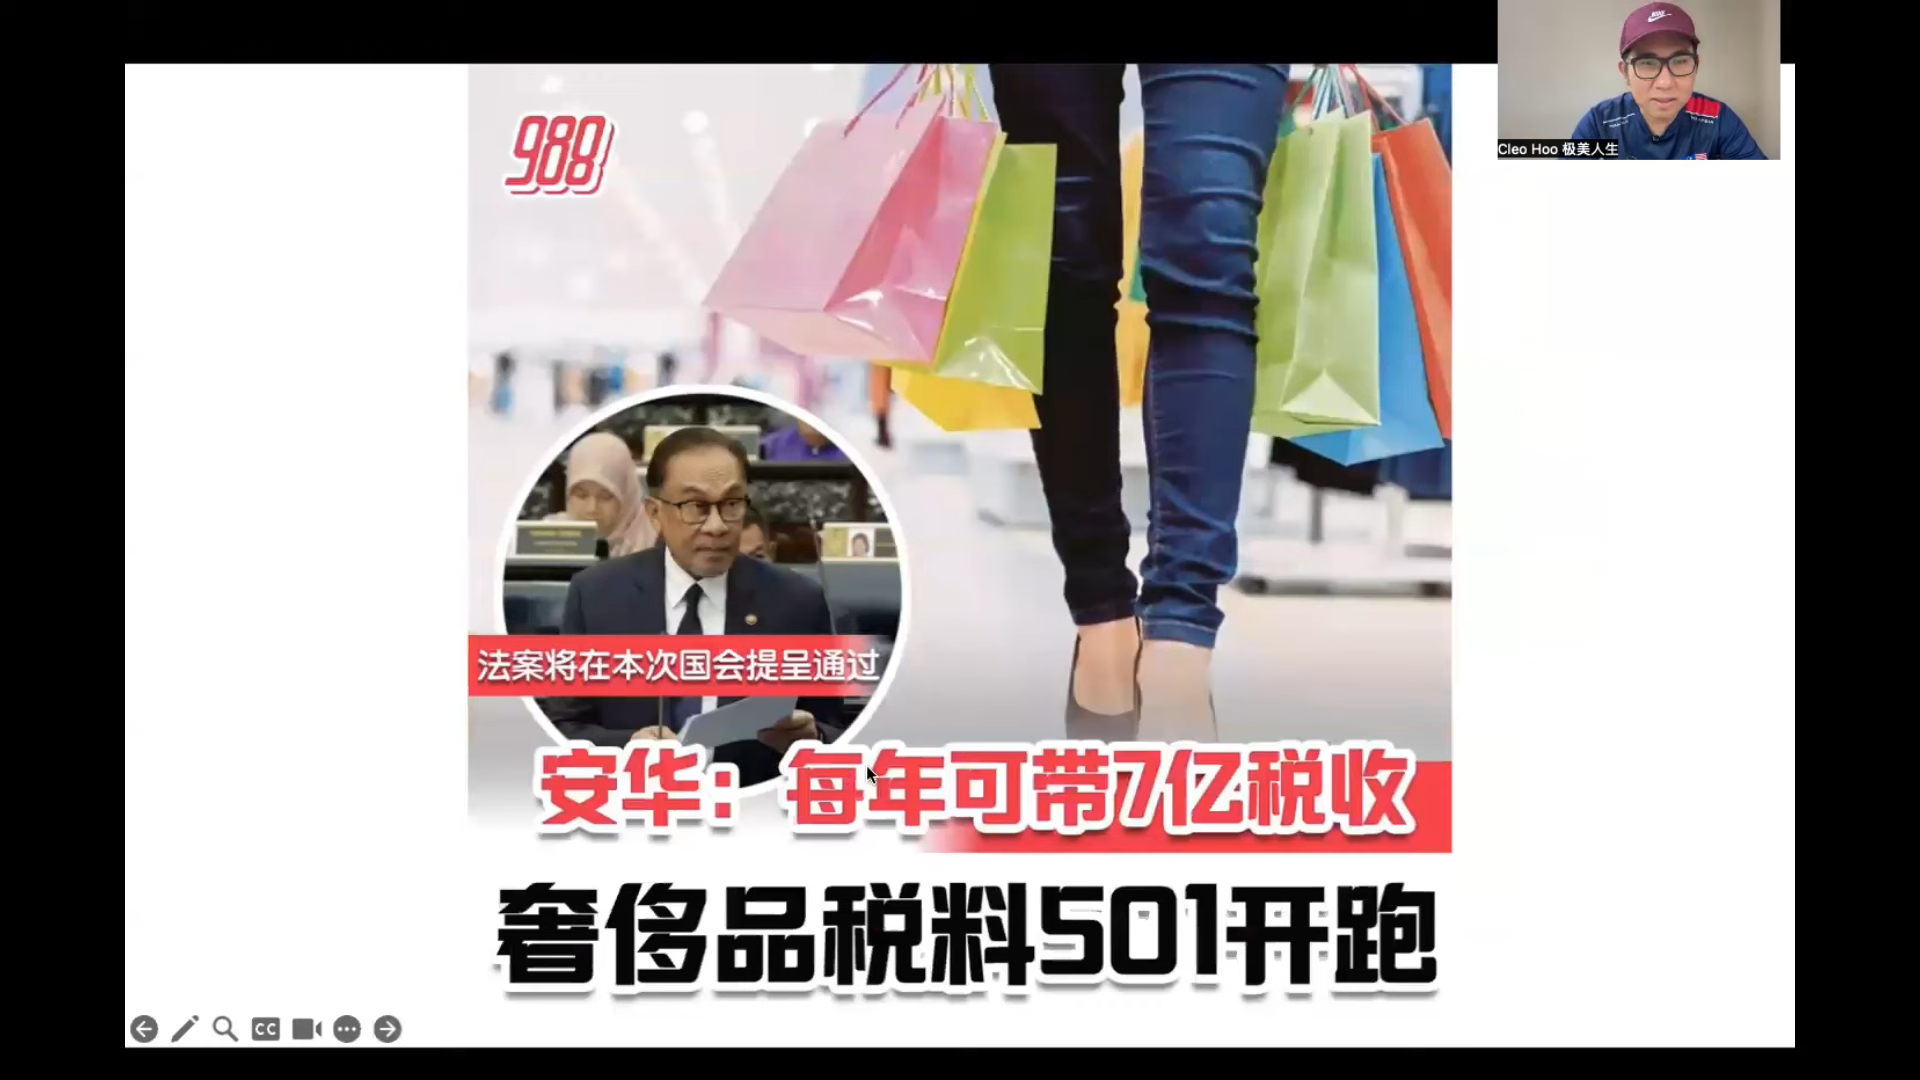 988
Cleo Hoo 极美人生
法案将在本次国会提呈通过
安华：每年可带7亿税收
奢侈品税料501开跑
CC